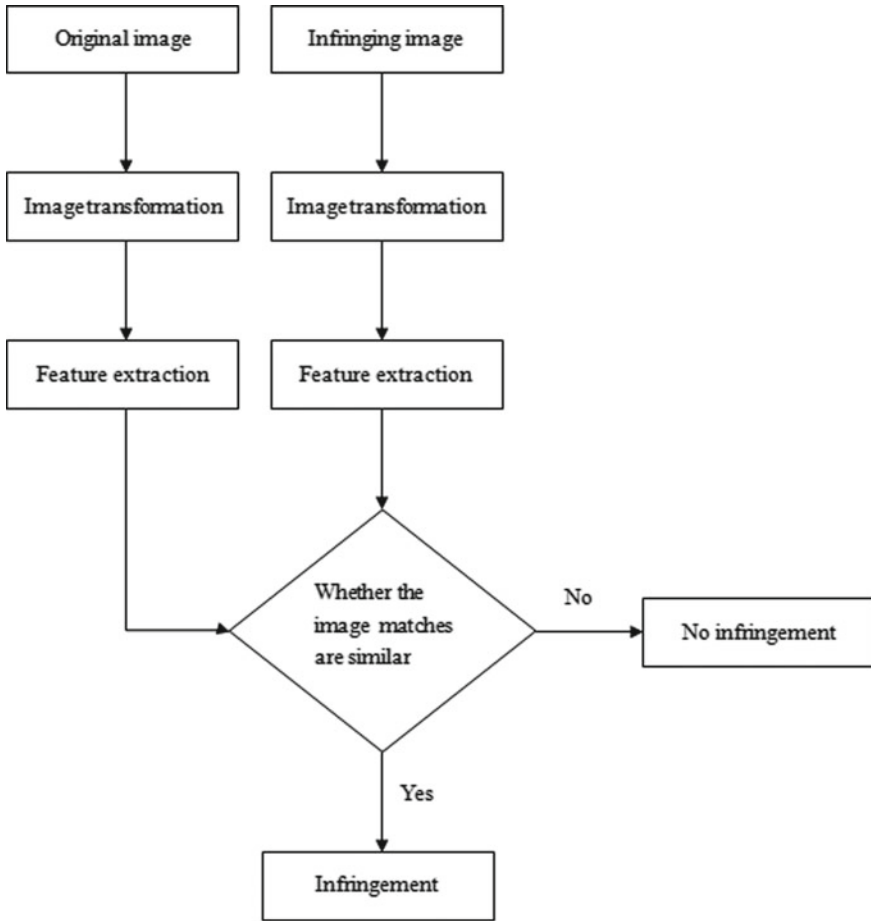 Original image
Infringing image
Imagetransformation
Imagetransformation
Feature extraction
Feature extraction
Whether the
image matches
are similar
No
No infringement
Yes
Infringement